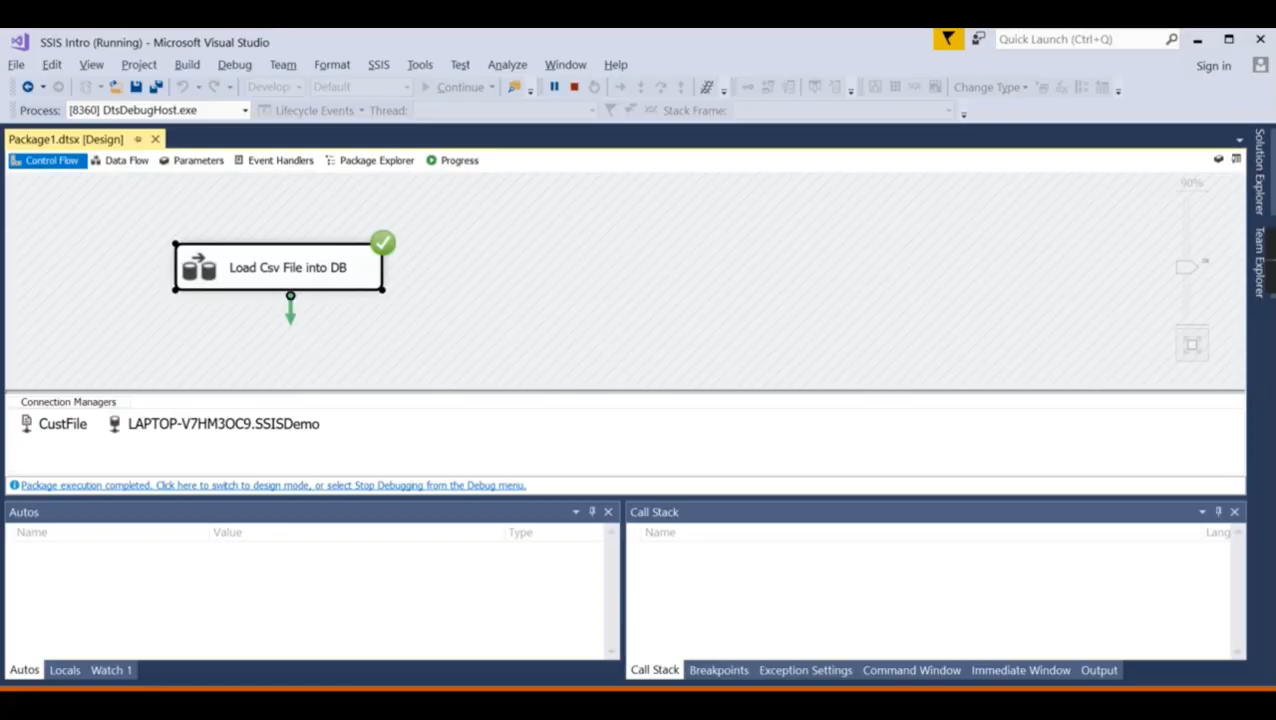 SSIS Intro (Running) - Microsoft Visual Studio
Quick Launch (Ctrl+Q)
File Edit View Project Build Debug Team Format SSIS Tools Test Analyze Window Help
Sign in
Develop Default Continue Change Type
Process: [8360] DtsDebugHost.exe Lifecycle Events Thread: Stack Frame:
Package1.dtsx [Design]
Control Flow Data Flow Parameters Event Handlers Package Explorer Progress
Solution Explorer
Team Explorer
90%
Load Csv File into DB
Connection Managers
CustFile LAPTOP-V7HM3OC9.SSISDemo
Package execution completed. Click here to switch to design mode, or select Stop Debugging from the Debug menu.
Autos
Name Value Type
Call Stack
Name Lang
Autos Locals Watch 1
Call Stack Breakpoints Exception Settings Command Window Immediate Window Output